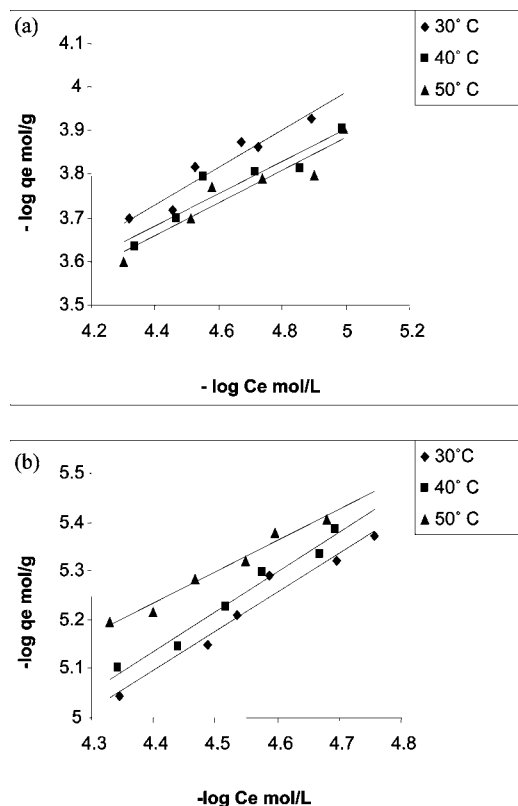 (a)
30˚ C
40˚ C
50˚ C
4.1
4
3.9
3.8
3.7
3.6
3.5
- log qe mol/g
4.2 4.4 4.6 4.8 5 5.2
- log Ce mol/L
(b)
30˚C
40˚ C
50˚ C
5.5
5.4
5.3
5.2
5.1
5
-log qe mol/g
4.3 4.4 4.5 4.6 4.7 4.8
-log Ce mol/L